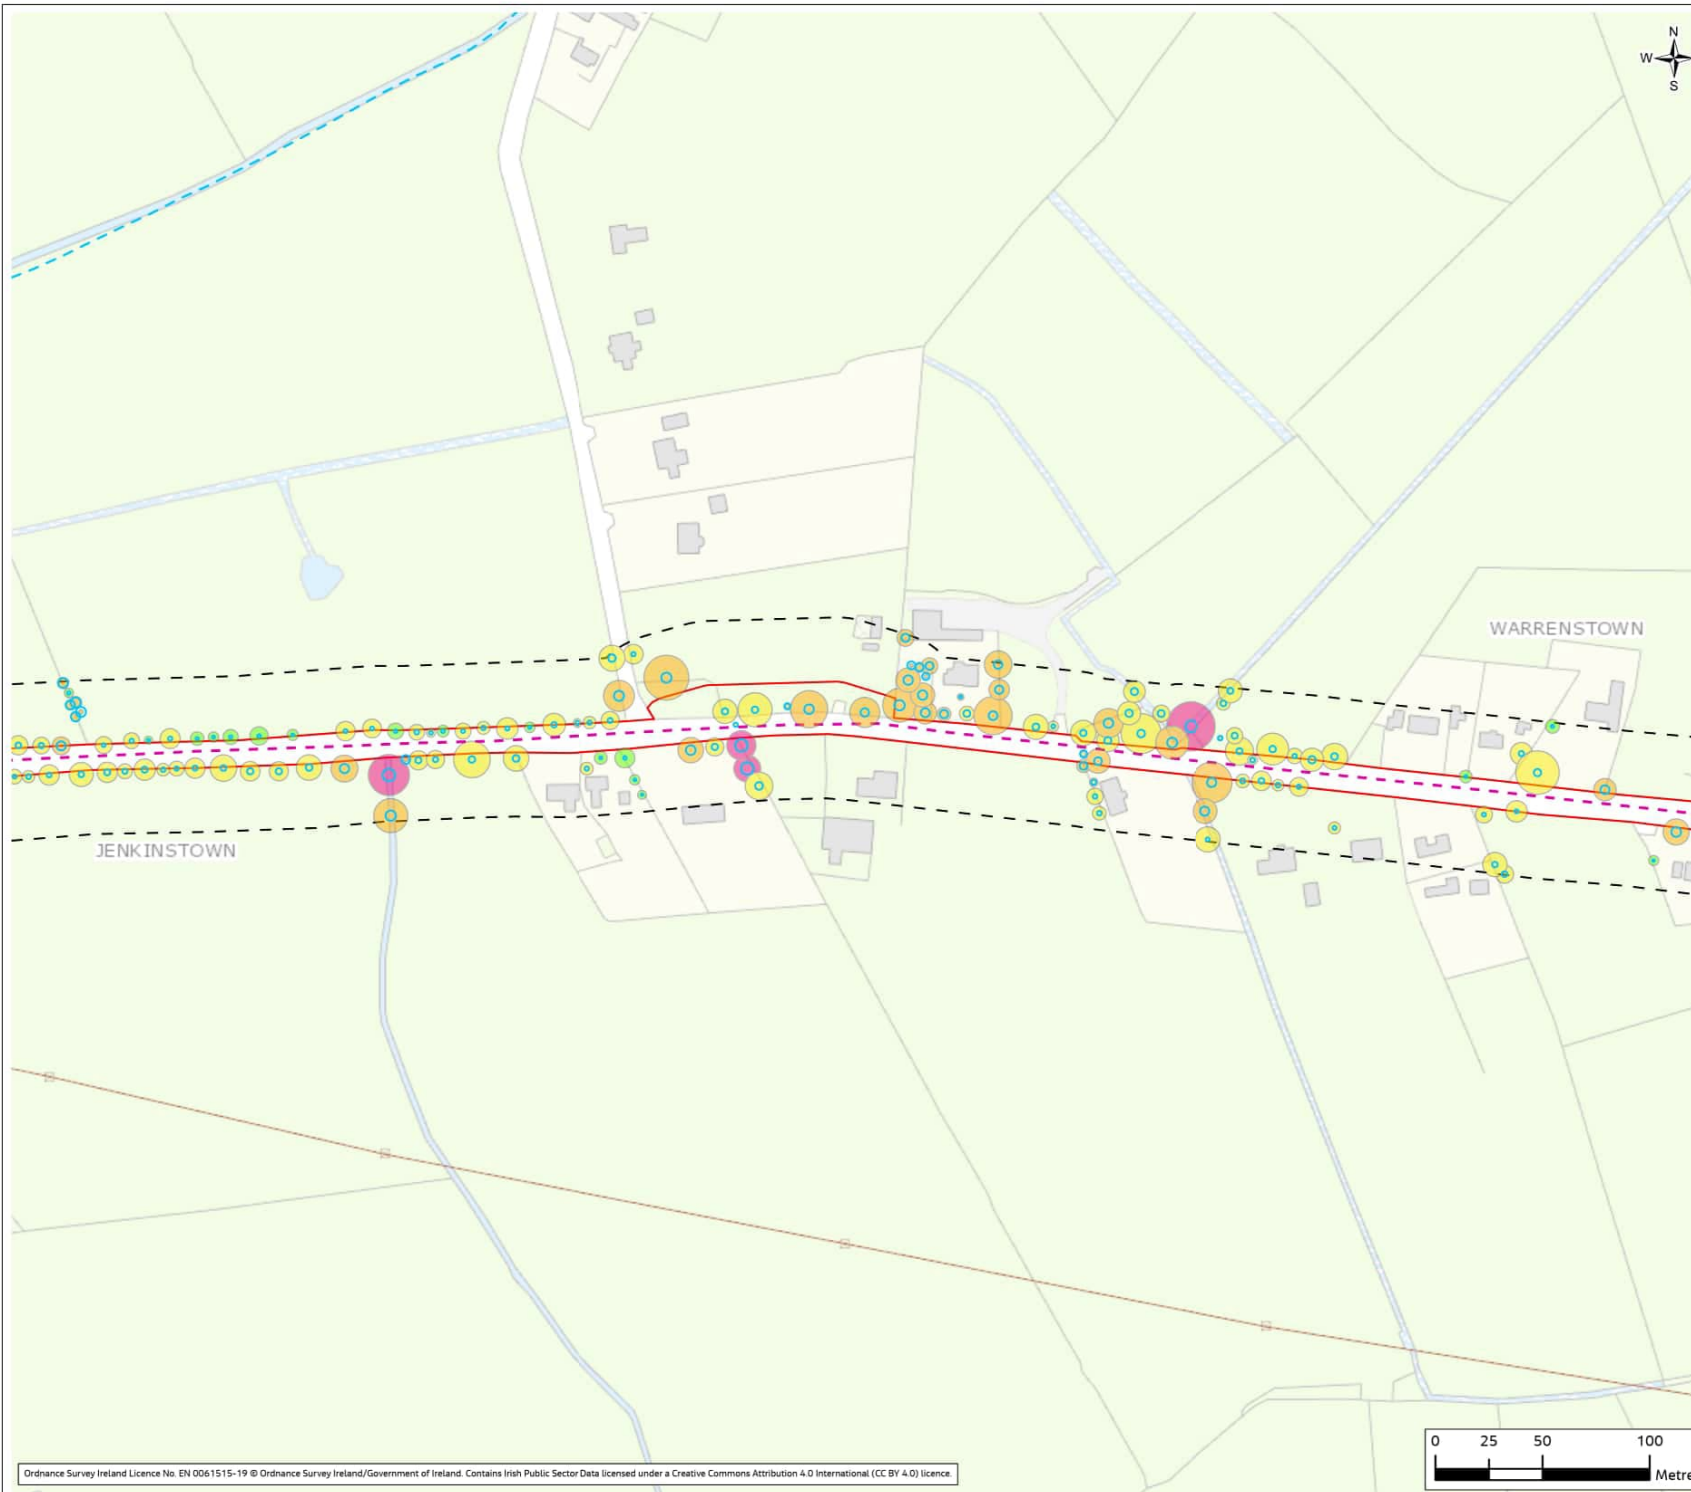 N
W
S
WARRENSTOWN
JENKINSTOWN
0 25 50 100
Metre
Ordnance Survey Ireland Licence No. EN 0061515-19 © Ordnance Survey Ireland/Government of Ireland. Contains Irish Public Sector Data licensed under a Creative Commons Attribution 4.0 International (CC BY 4.0) licence.